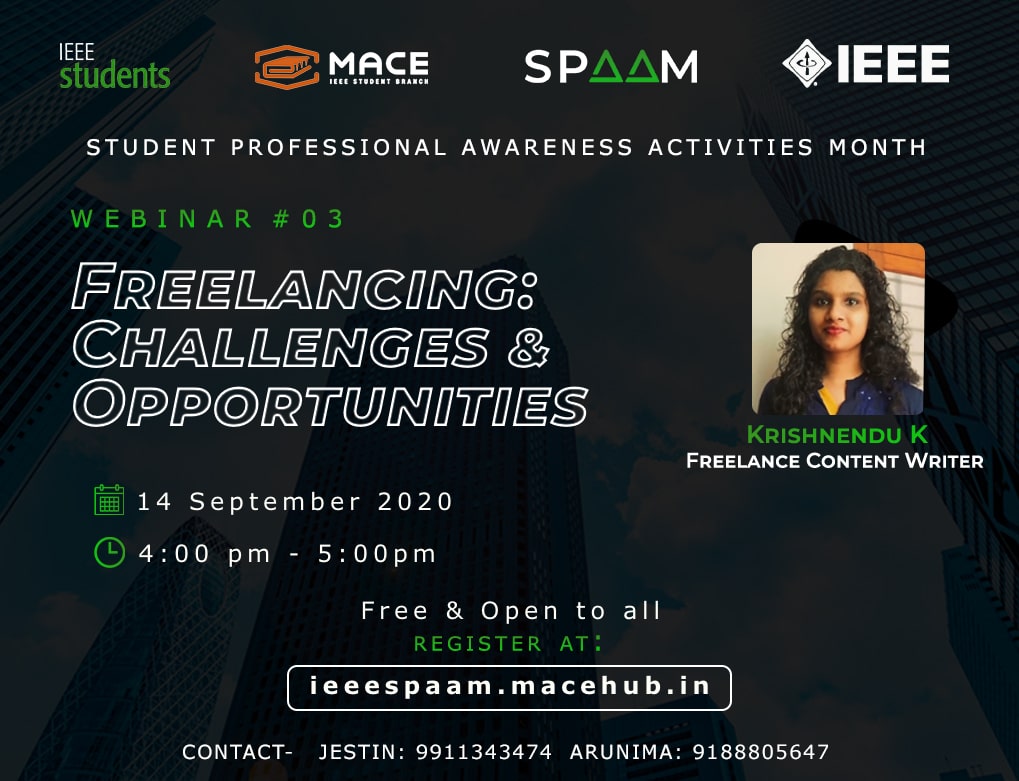 IEEE
students
MACE
IEEE STUDENT BRANCH
SPAAM
IEEE
STUDENT PROFESSIONAL AWARENESS ACTIVITIES MONTH
WEBINAR #03
FREELANCING:
CHALLENGES &
OPPORTUNITIES
KRISHNENDU K
FREELANCE CONTENT WRITER
14 September 2020
4:00 pm - 5:00pm
Free & Open to all
REGISTER AT:
ieeespaam.macehub.in
CONTACT- JESTIN: 9911343474 ARUNIMA: 9188805647